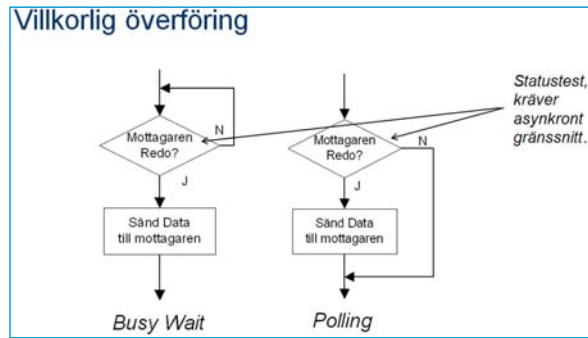 Villkorlig överföring
Mottagaren
Redo?
N
J
Sänd Data
till mottagaren
Busy Wait
Mottagaren
Redo?
N
J
Sänd Data
till mottagaren
Polling
Statustest,
kräver
asynkront
gränssnitt.